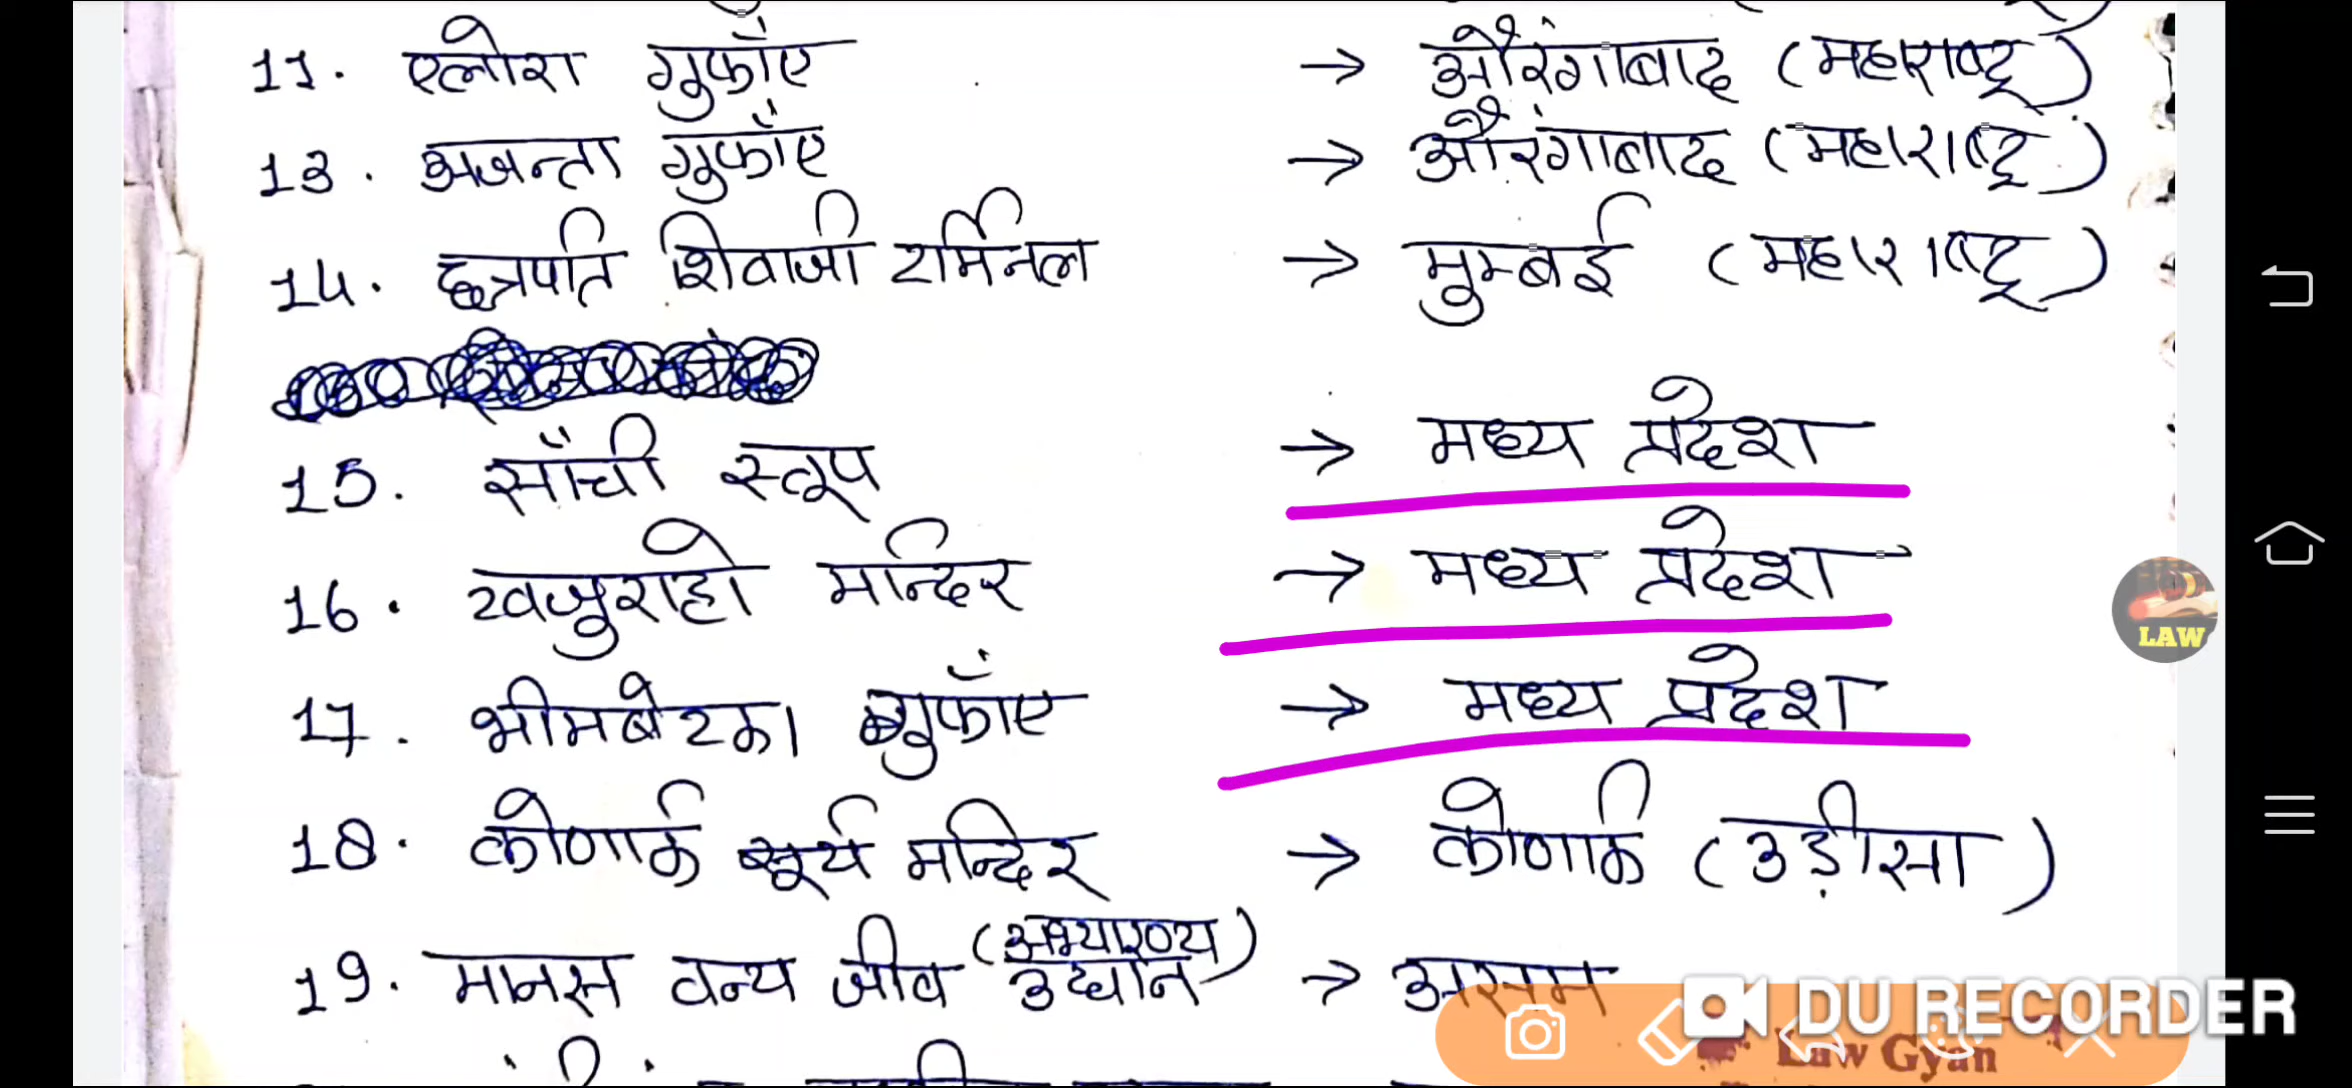 11. एलोरा गुफाँए → औरंगाबाद (महाराष्ट्र)
13. अजन्ता गुफाँए → औरंगाबाद (महाराष्ट्र)
14. छत्रपति शिवाजी टर्मिनल → मुम्बई (महाराष्ट्र)
15. साँची स्तूप → मध्य प्रदेश
16. खजुराहो मन्दिर → मध्य प्रदेश
17. भीमबेटका गुफाँए → मध्य प्रदेश
18. कोणार्क सूर्य मन्दिर → कोणार्क (उड़ीसा)
19. मानस वन्य जीव उद्यान (अभ्यारण्य) → असम
LAW
DU RECORDER
Law Gyan